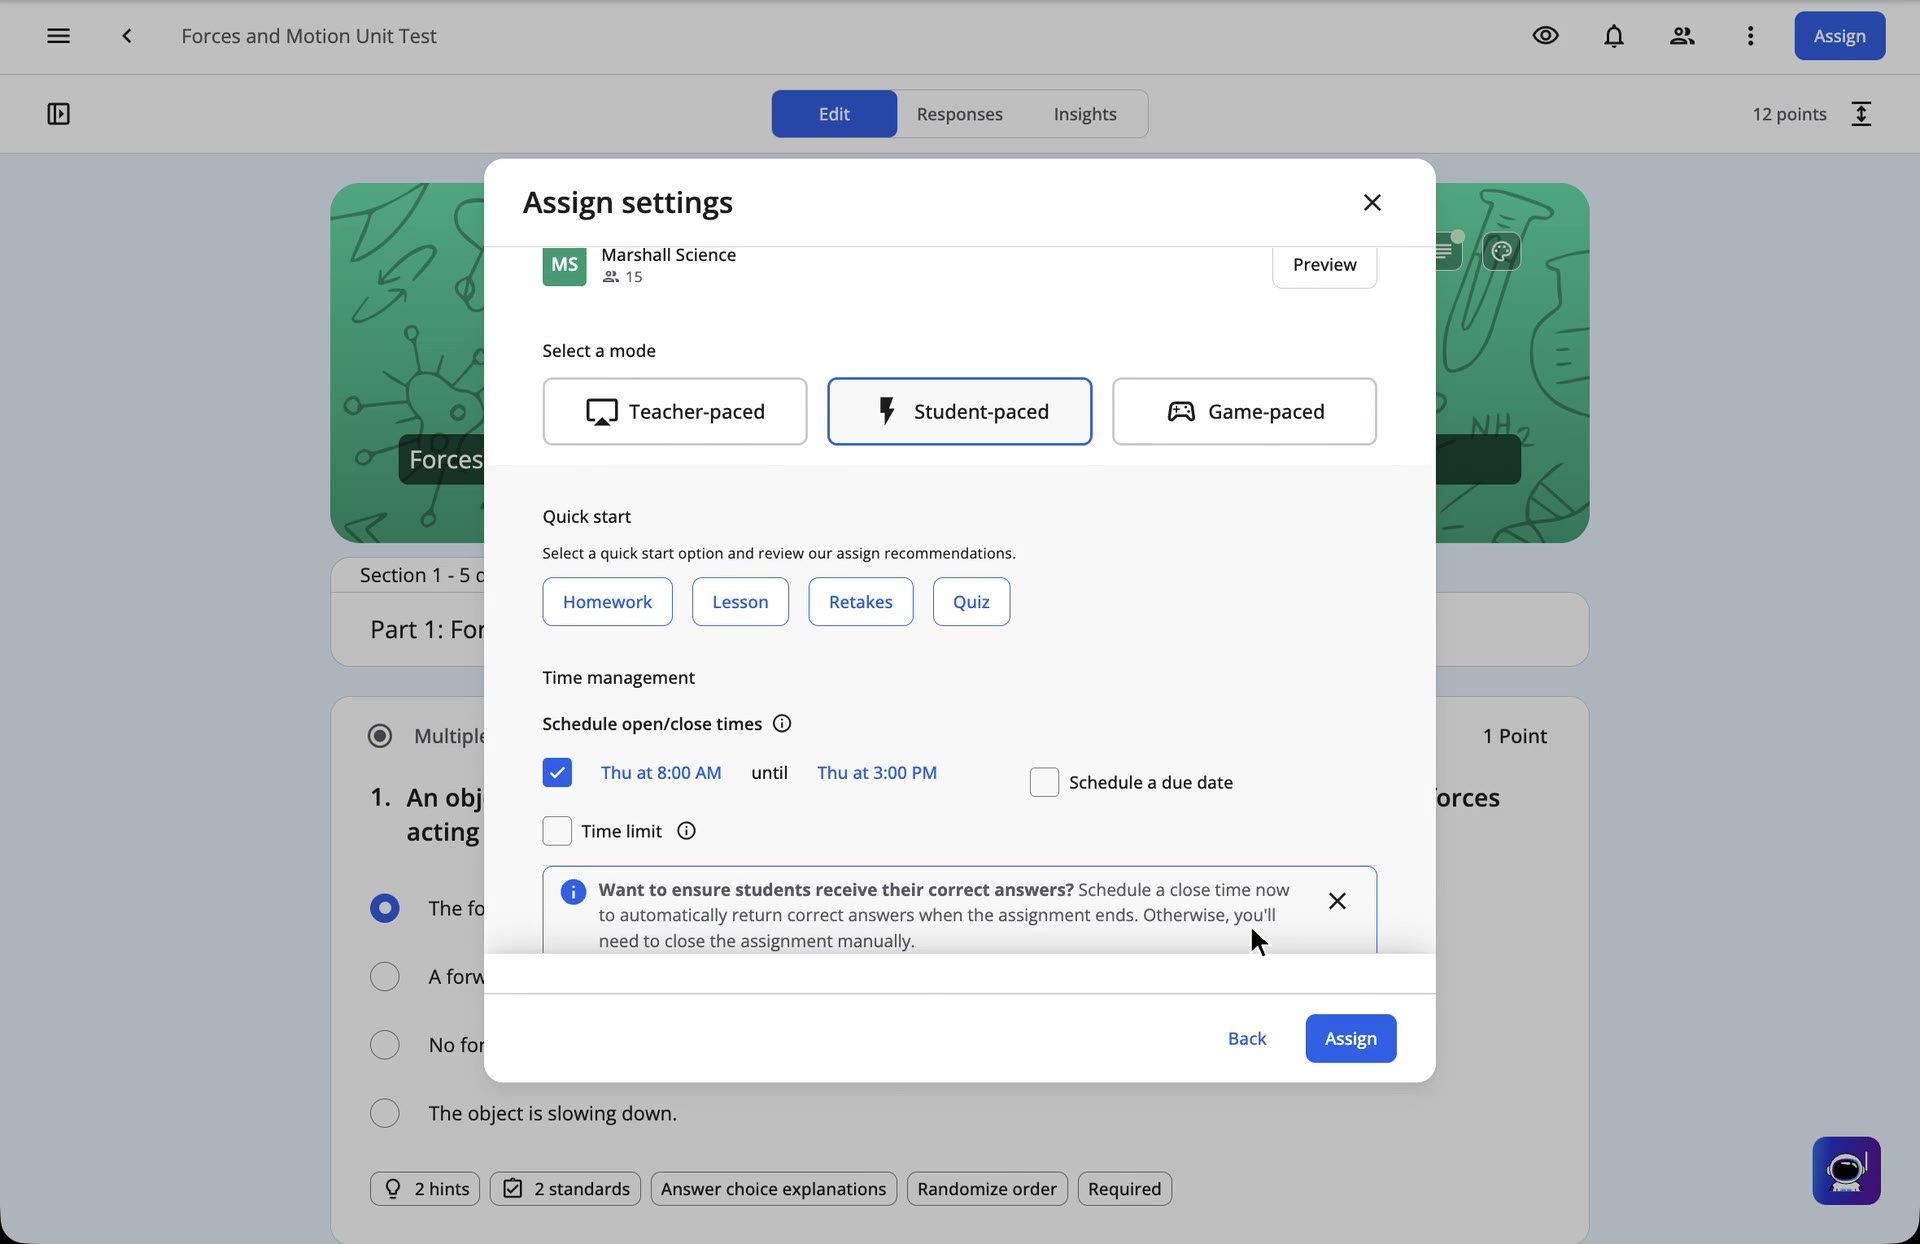 Forces and Motion Unit Test
Assign
Edit
Responses
Insights
12 points
Assign settings
MS
Marshall Science
15
Preview
Select a mode
Teacher-paced
Student-paced
Game-paced
NH2
Forces
Quick start
Select a quick start option and review our assign recommendations.
Section 1 - 5
Homework
Lesson
Retakes
Quiz
Part 1: For
Time management
Schedule open/close times
Multiple
1 Point
Thu at 8:00 AM until Thu at 3:00 PM
Schedule a due date
1. An obj
forces
acting
Time limit
Want to ensure students receive their correct answers? Schedule a close time now
to automatically return correct answers when the assignment ends. Otherwise, you'll
need to close the assignment manually.
The fo
A forw
No for
Back
Assign
The object is slowing down.
2 hints
2 standards
Answer choice explanations
Randomize order
Required